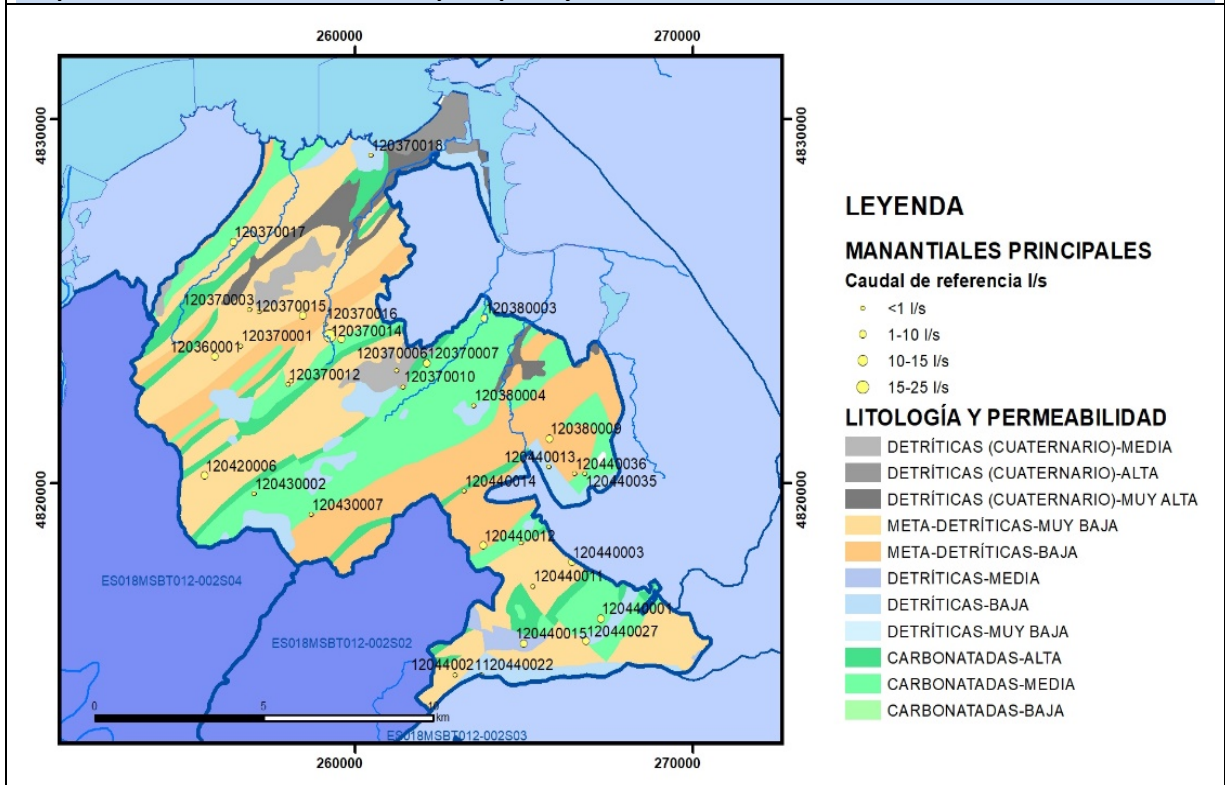 260000
270000
4830000
4830000
120370018
120370017
120370003
120370015
120370016
120380003
120370001
120370014
120360001
120370007
120370012
120370010
120380004
120380009
120440013
120440036
120420006
120440014
120440035
120430002
120430007
4820000
4820000
120440012
120440003
120440011
ES018MSBT012-002S04
120440001
120440015
120440027
ES018MSBT012-002S02
120440021
120440022
0
5
10
km
ES018MSBT012-002S03
260000
270000
LEYENDA
MANANTIALES PRINCIPALES
Caudal de referencia l/s
<1 l/s
1-10 l/s
10-15 l/s
15-25 l/s
LITOLOGÍA Y PERMEABILIDAD
DETRÍTICAS (CUATERNARIO)-MEDIA
DETRÍTICAS (CUATERNARIO)-ALTA
DETRÍTICAS (CUATERNARIO)-MUY ALTA
META-DETRÍTICAS-MUY BAJA
META-DETRÍTICAS-BAJA
DETRÍTICAS-MEDIA
DETRÍTICAS-BAJA
DETRÍTICAS-MUY BAJA
CARBONATADAS-ALTA
CARBONATADAS-MEDIA
CARBONATADAS-BAJA